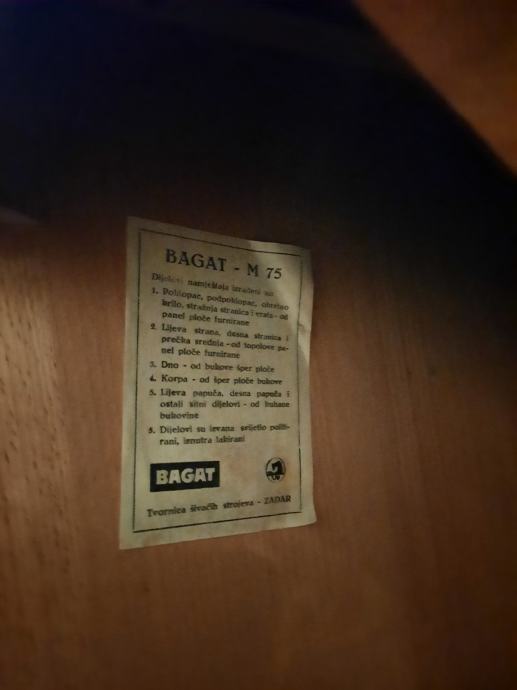 BAGAT - M 75
Dijelovi namještaja izrađeni su:
1. Poklopac, podpoklopac, obrtno
krilo, stražnja stranica i vrata - od
panel ploče furnirane
2. Lijeva strana, desna stranica i
prečka srednja - od topolove pa-
nel ploče furnirane
3. Dno - od bukove šper ploče
4. Korpa - od šper ploče bukove
5. Lijeva papuča, desna papuča i
ostali sitni dijelovi - od kuhane
bukovine
6. Dijelovi su izvana svijetlo politi-
rani, iznutra lakirani
BAGAT
Tvornica šivaćih strojeva - ZADAR